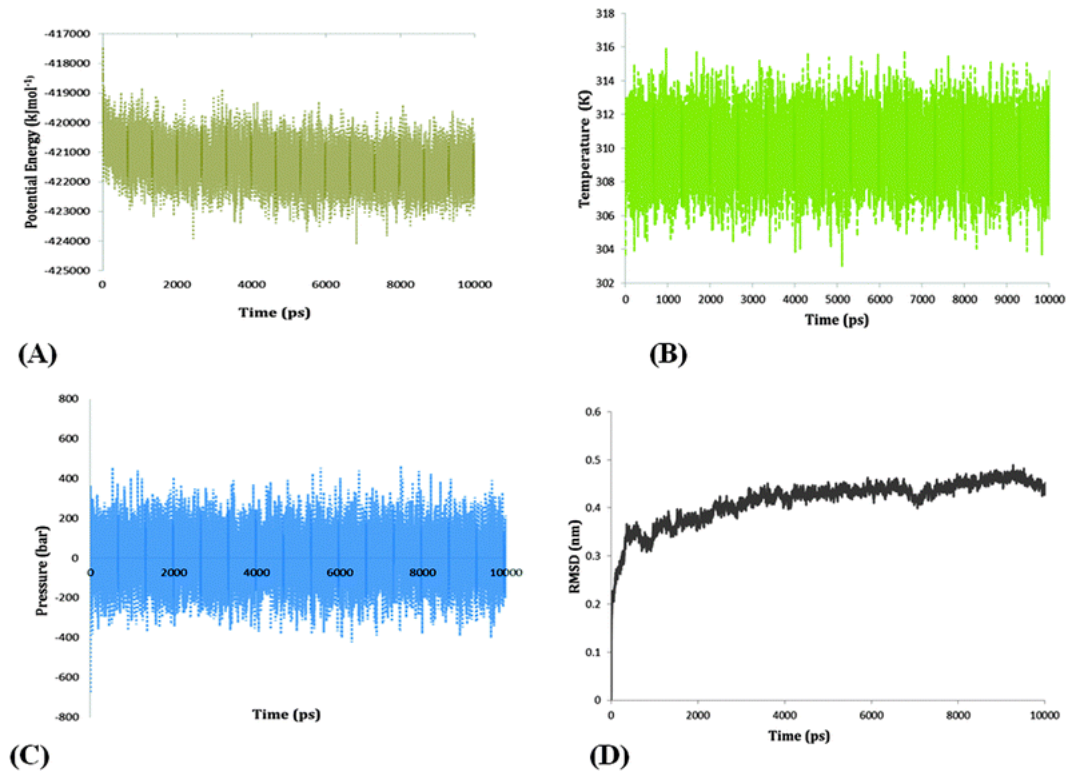 -417000
-418000
-419000
-420000
-421000
-422000
-423000
-424000
-425000
Potential Energy (kJmol⁻¹)
0 2000 4000 6000 8000 10000
Time (ps)
(A)
318
316
314
312
310
308
306
304
302
Temperature (K)
0 1000 2000 3000 4000 5000 6000 7000 8000 9000 10000
Time (ps)
(B)
800
600
400
200
0
-200
-400
-600
-800
Pressure (bar)
0 2000 4000 6000 8000 10000
Time (ps)
(C)
0.6
0.5
0.4
0.3
0.2
0.1
0
RMSD (nm)
0 2000 4000 6000 8000 10000
Time (ps)
(D)